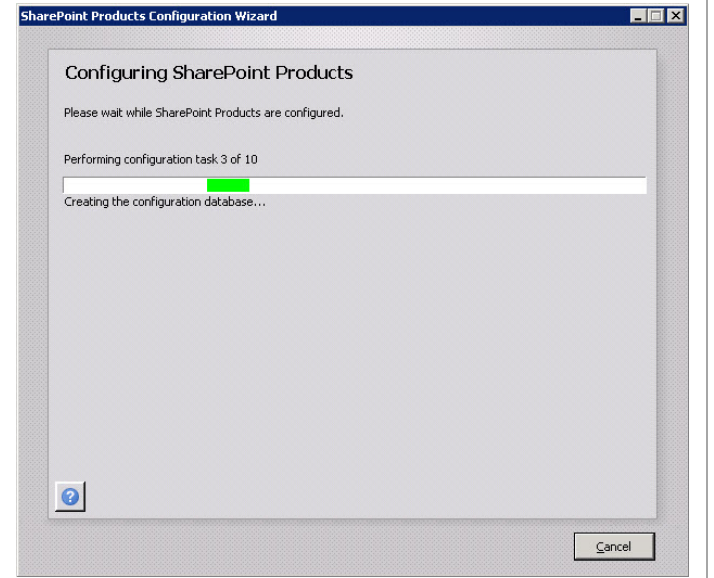 SharePoint Products Configuration Wizard
Configuring SharePoint Products
Please wait while SharePoint Products are configured.
Performing configuration task 3 of 10
Creating the configuration database...
?
Cancel